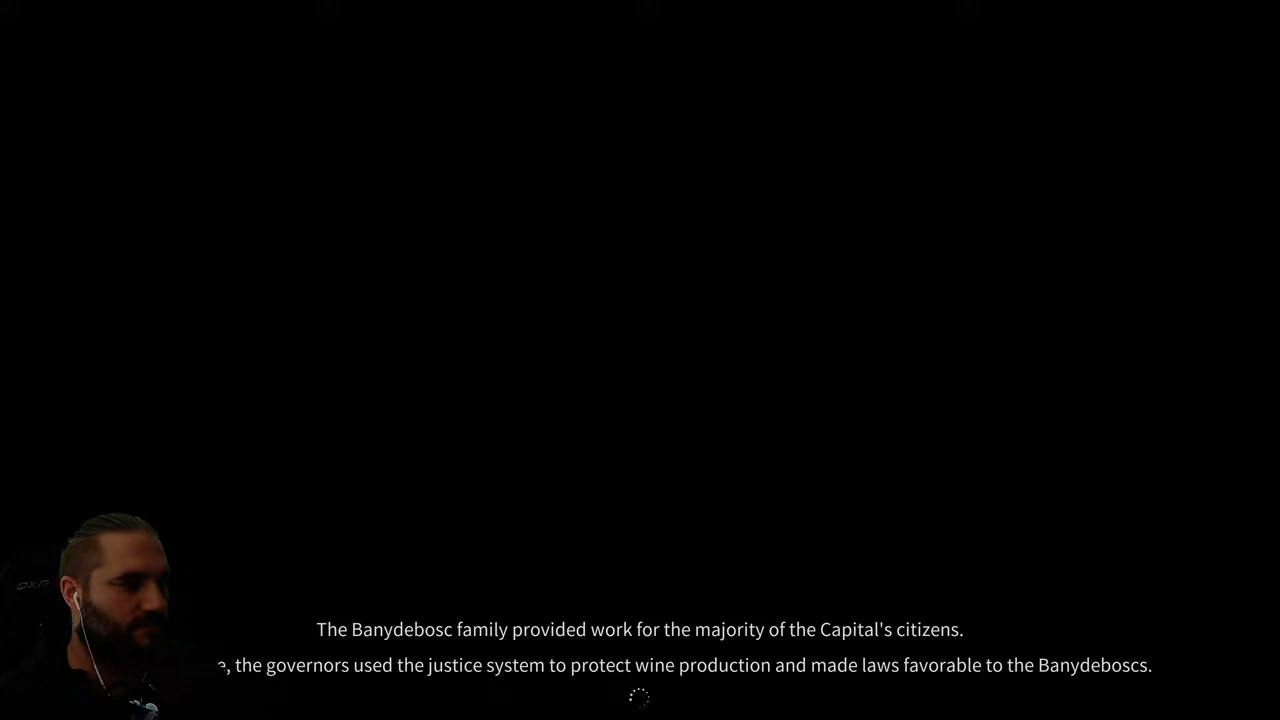 DXR
The Banydebosc family provided work for the majority of the Capital's citizens.
the governors used the justice system to protect wine production and made laws favorable to the Banydeboscs.